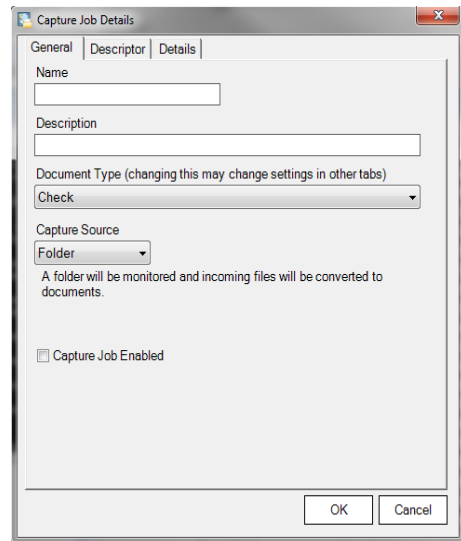 Capture Job Details
General Descriptor Details
Name
Description
Document Type (changing this may change settings in other tabs)
Check
Capture Source
Folder
A folder will be monitored and incoming files will be converted to
documents.
Capture Job Enabled
OK Cancel